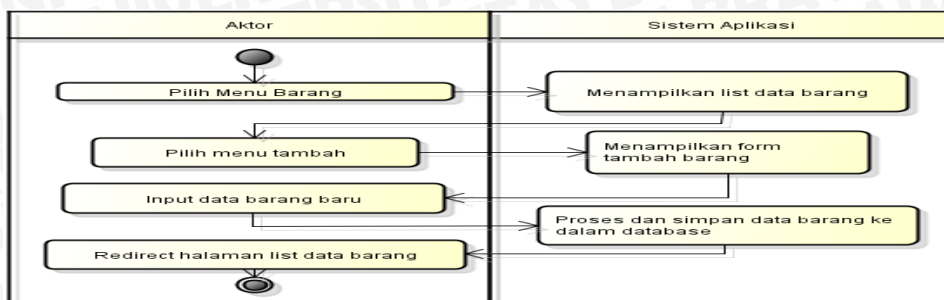 Aktor
Sistem Aplikasi
Pilih Menu Barang
Menampilkan list data barang
Pilih menu tambah
Menampilkan form
tambah barang
Input data barang baru
Proses dan simpan data barang ke
dalam database
Redirect halaman list data barang